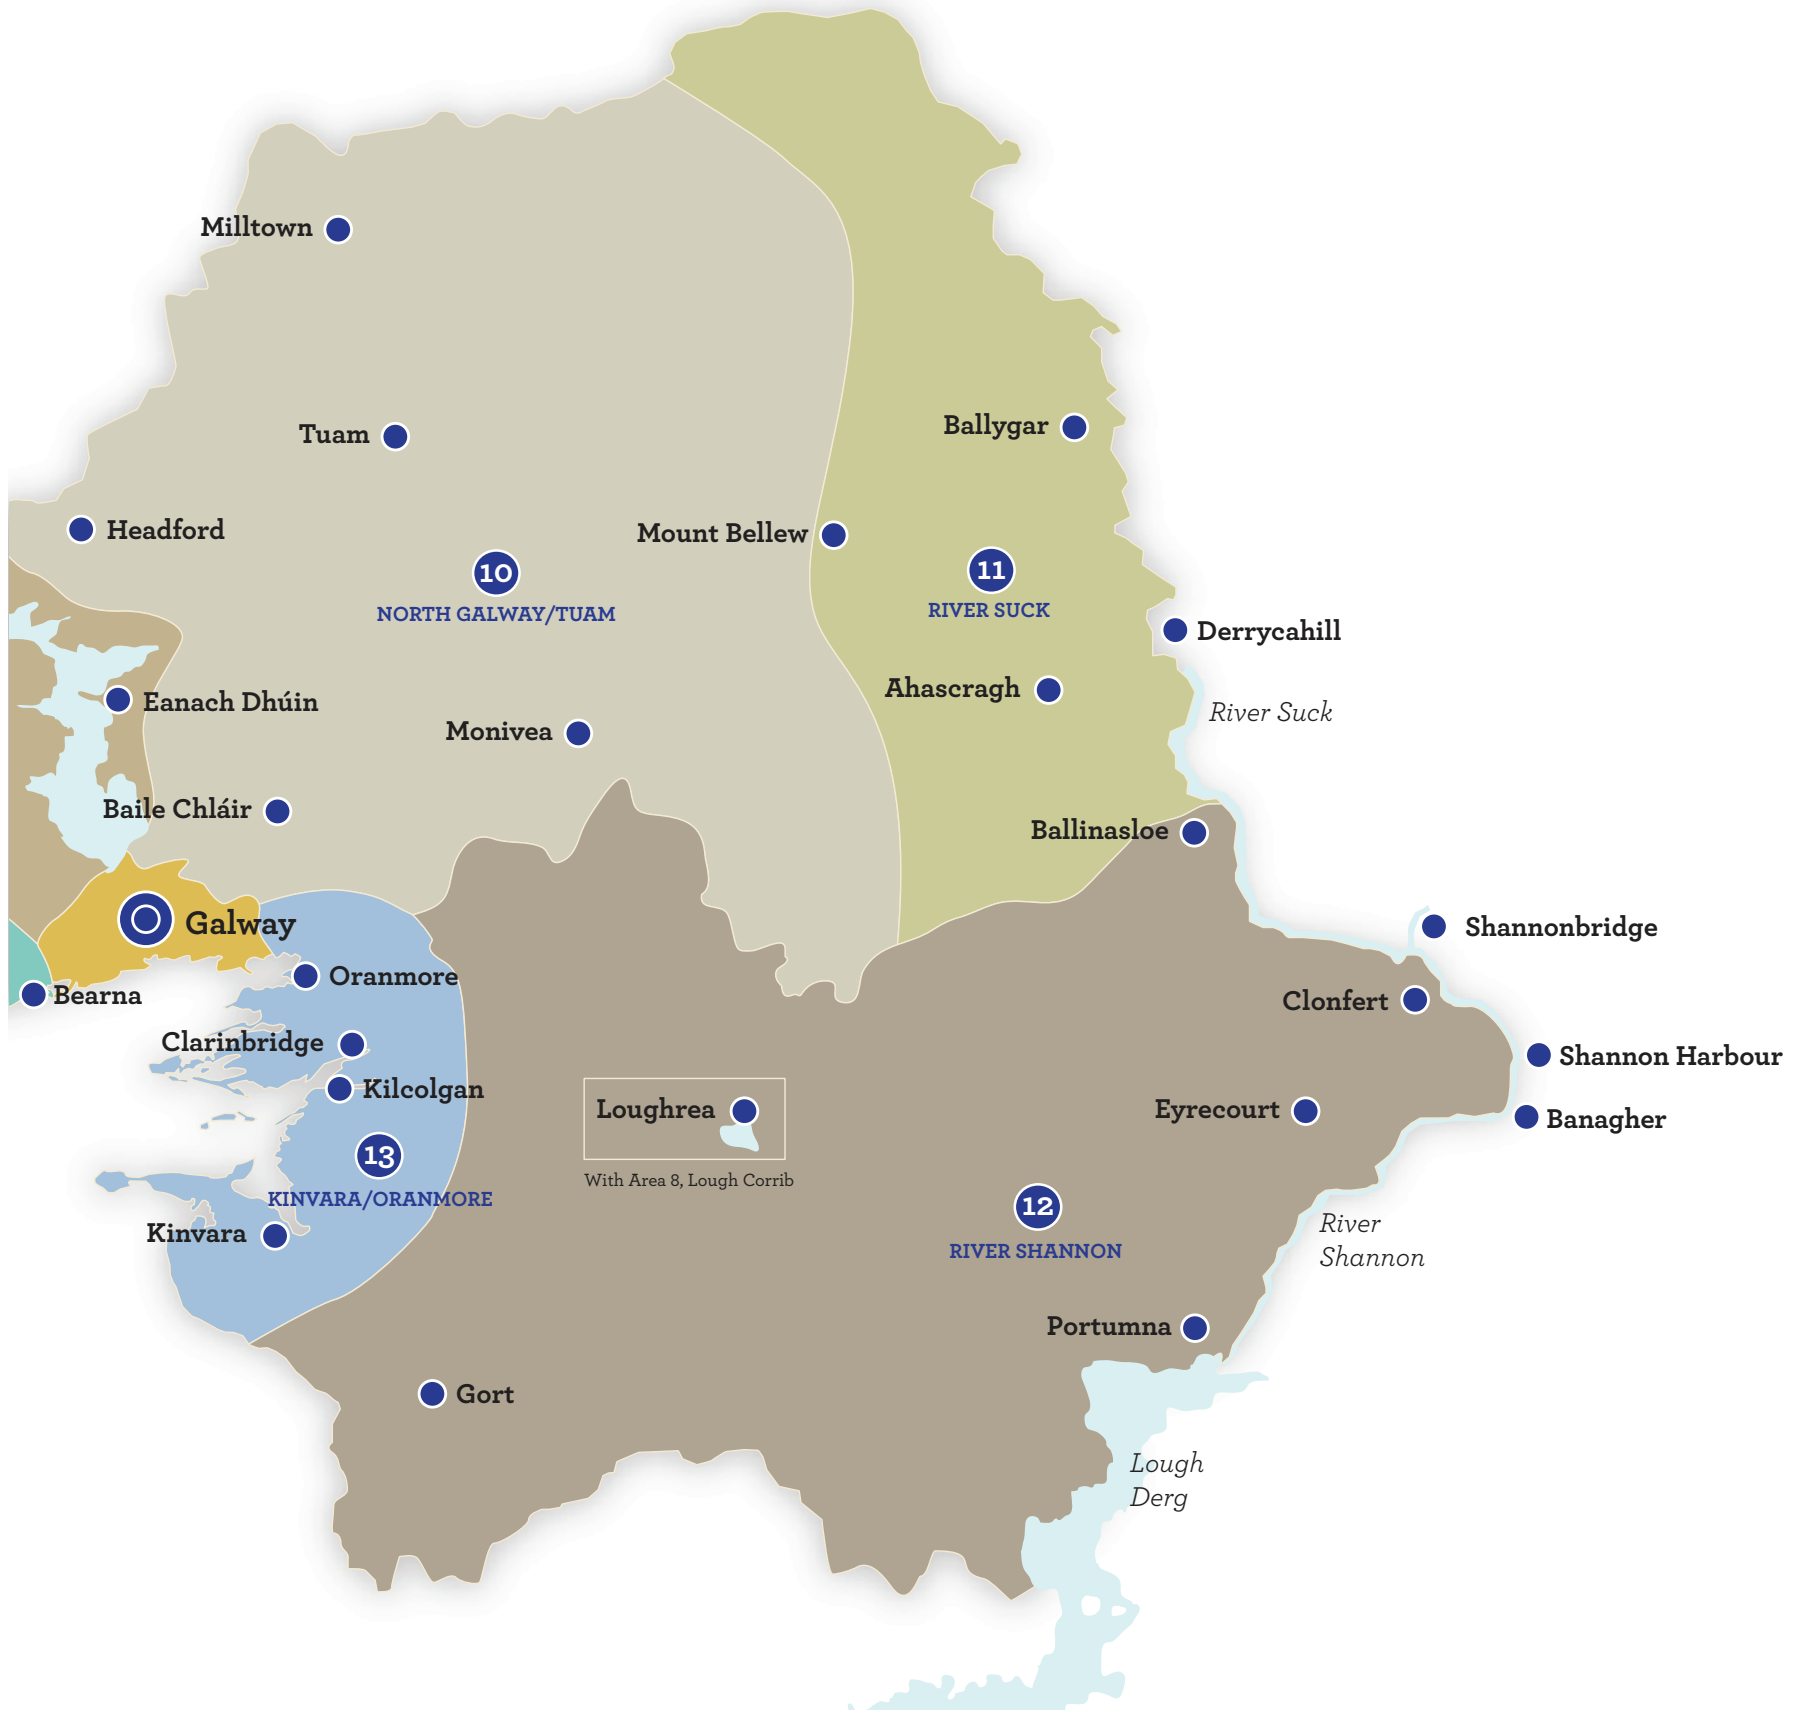 Milltown
Tuam
Ballygar
Headford
Mount Bellew
10
NORTH GALWAY/TUAM
11
RIVER SUCK
Derrycahill
Eanach Dhúin
Ahascragh
River Suck
Monivea
Baile Chláir
Ballinasloe
Galway
Shannonbridge
Oranmore
Bearna
Clonfert
Clarinbridge
Shannon Harbour
Kilcolgan
Loughrea
Eyrecourt
Banagher
13
KINVARA/ORANMORE
With Area 8, Lough Corrib
12
RIVER SHANNON
Kinvara
River
Shannon
Portumna
Gort
Lough
Derg